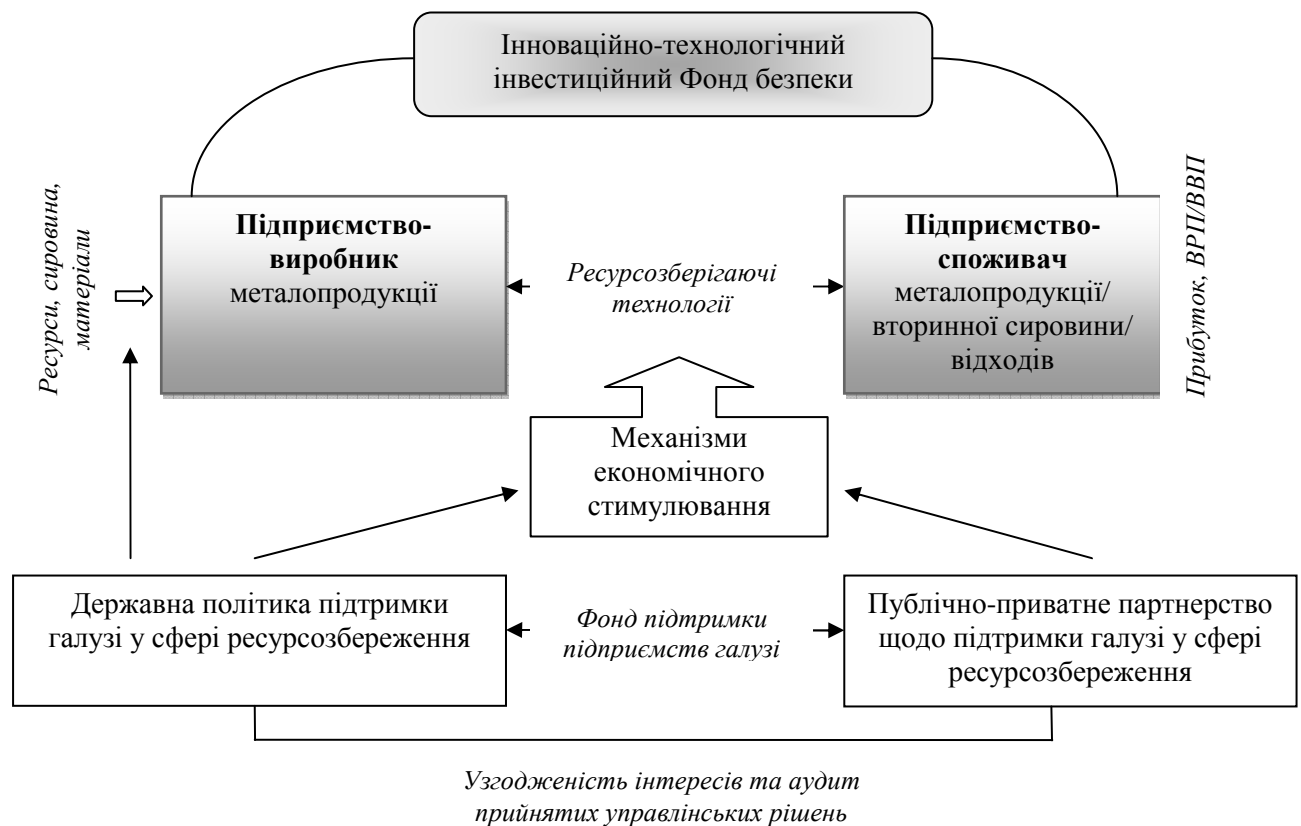 Інноваційно-технологічний
інвестиційний Фонд безпеки
Ресурси, сировина,
матеріали
Підприємство-
виробник
металопродукції
Ресурсозберігаючі
технології
Підприємство-
споживач
металопродукції/
вторинної сировини/
відходів
Прибуток, ВРП/ВВП
Механізми
економічного
стимулювання
Державна політика підтримки
галузі у сфері ресурсозбереження
Фонд підтримки
підприємств галузі
Публічно-приватне партнерство
щодо підтримки галузі у сфері
ресурсозбереження
Узгодженість інтересів та аудит
прийнятих управлінських рішень